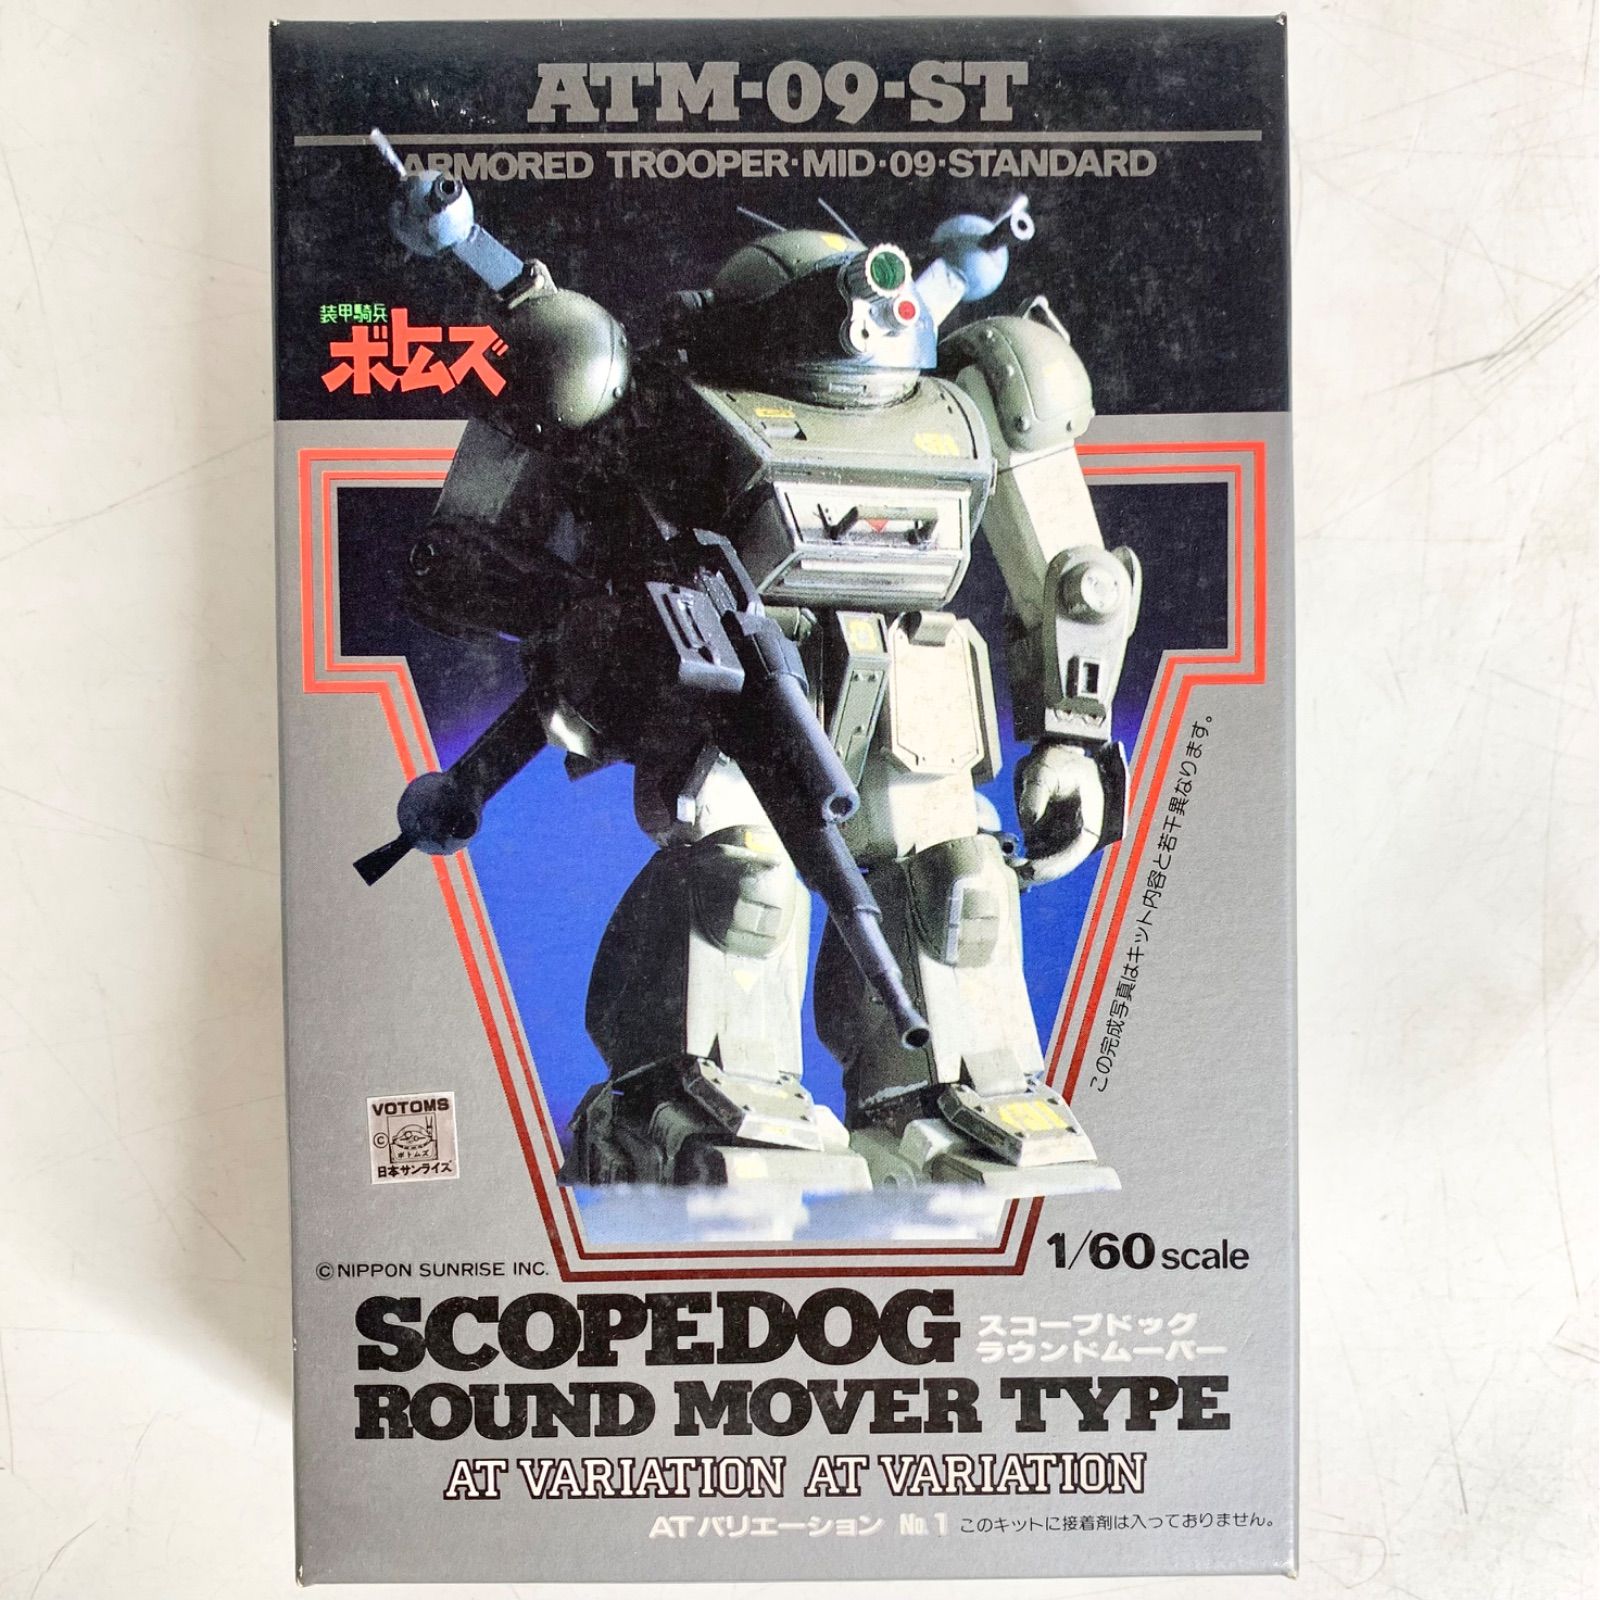 ATM-09-ST
ARMORED TROOPER·MID·09·STANDARD
装甲騎兵
ボトムズ
この完成写真はキット内容と若干異なります。
VOTOMS
©
ボトムズ
日本サンライズ
1/60 scale
©NIPPON SUNRISE INC.
SCOPEDOG
スコープドッグ
ラウンドムーバー
ROUND MOVER TYPE
AT VARIATION AT VARIATION
ATバリエーション No.1 このキットに接着剤は入っておりません。